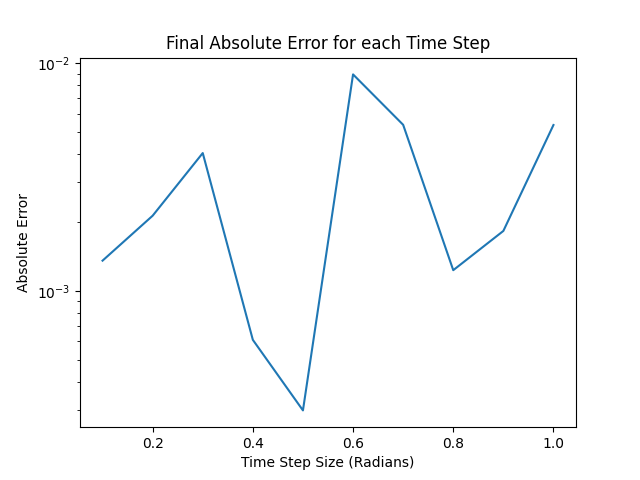 Final Absolute Error for each Time Step
10⁻²
10⁻³
Absolute Error
0.2 0.4 0.6 0.8 1.0
Time Step Size (Radians)